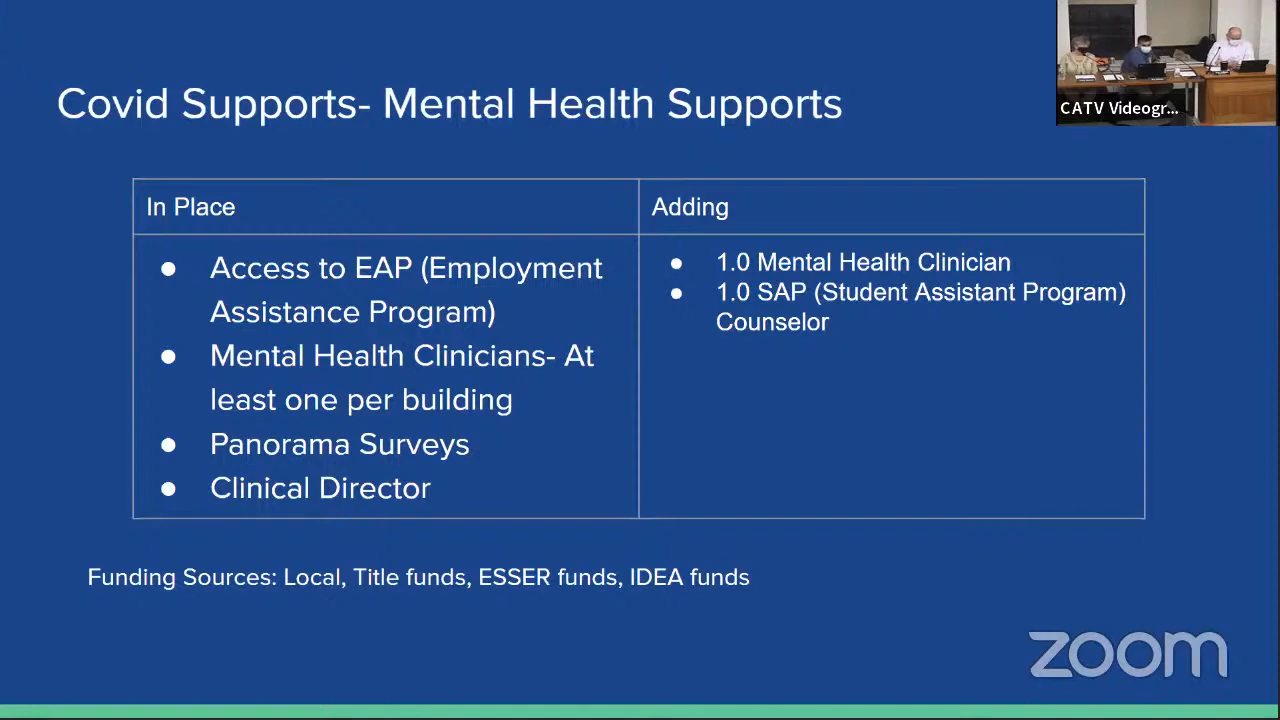 Covid Supports- Mental Health Supports
CATV Videogr...
In Place
Adding
● Access to EAP (Employment
Assistance Program)
● Mental Health Clinicians- At
least one per building
● Panorama Surveys
● Clinical Director
● 1.0 Mental Health Clinician
● 1.0 SAP (Student Assistant Program)
Counselor
Funding Sources: Local, Title funds, ESSER funds, IDEA funds
zoom